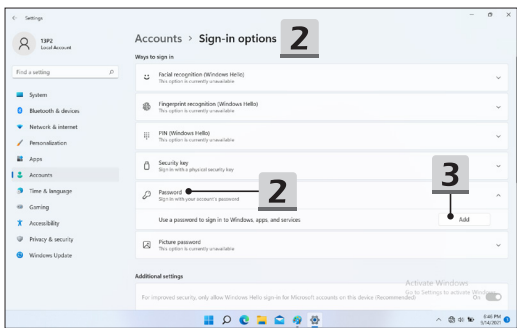 Settings
13P2
Local Account
Find a setting
System
Bluetooth & devices
Network & internet
Personalization
Apps
Accounts
Time & language
Gaming
Accessibility
Privacy & security
Windows Update
Accounts > Sign-in options
2
Ways to sign in
Facial recognition (Windows Hello)
This option is currently unavailable
Fingerprint recognition (Windows Hello)
This option is currently unavailable
PIN (Windows Hello)
This option is currently unavailable
Security key
Sign in with a physical security key
Password
Sign in with your account's password
2
3
Use a password to sign in to Windows, apps, and services
Add
Picture password
This option is currently unavailable
Additional settings
Activate Windows
Go to Settings to activate Windows.
For improved security, only allow Windows Hello sign-in for Microsoft accounts on this device (Recommended)
On
9/14/2021